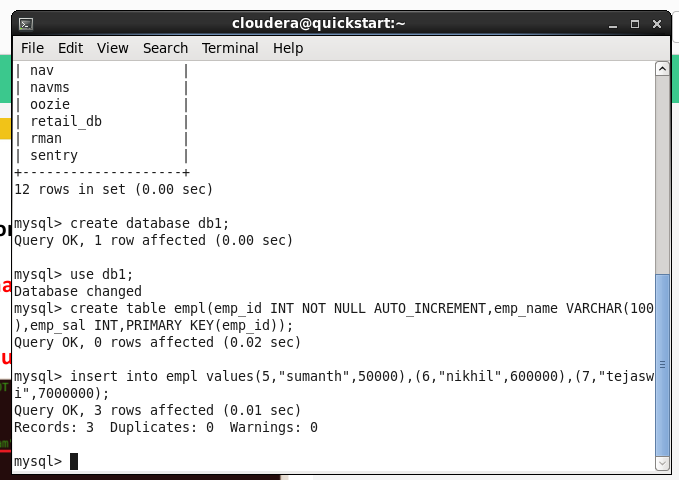 cloudera@quickstart:~
File Edit View Search Terminal Help
| nav                |
| navms              |
| oozie              |
| retail_db          |
| rman               |
| sentry             |
+--------------------+
12 rows in set (0.00 sec)
mysql> create database db1;
Query OK, 1 row affected (0.00 sec)
mysql> use db1;
Database changed
mysql> create table empl(emp_id INT NOT NULL AUTO_INCREMENT,emp_name VARCHAR(100
),emp_sal INT,PRIMARY KEY(emp_id));
Query OK, 0 rows affected (0.02 sec)
mysql> insert into empl values(5,"sumanth",50000),(6,"nikhil",600000),(7,"tejasw
i",7000000);
Query OK, 3 rows affected (0.01 sec)
Records: 3  Duplicates: 0  Warnings: 0
mysql>